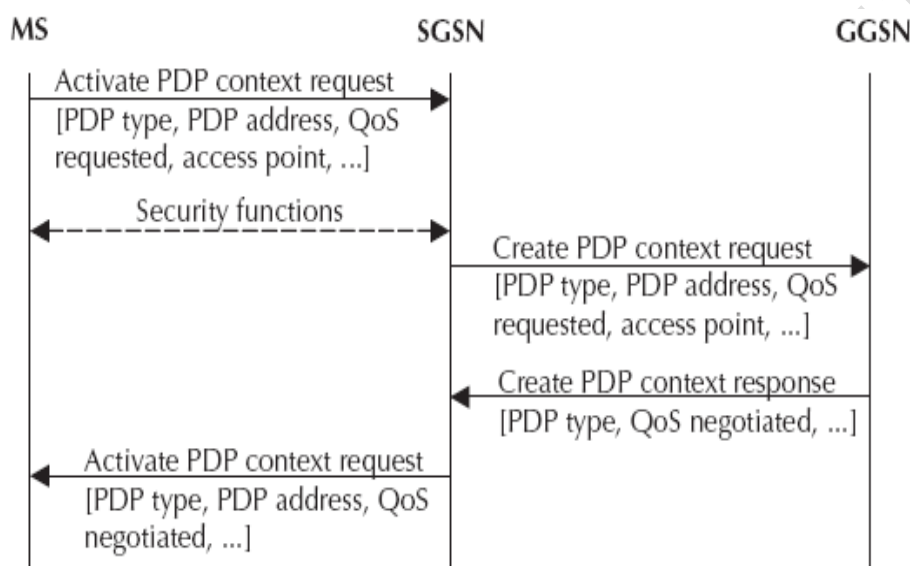 MS
SGSN
GGSN
Activate PDP context request
[PDP type, PDP address, QoS
requested, access point, ...]
Security functions
Create PDP context request
[PDP type, PDP address, QoS
requested, access point, ...]
Create PDP context response
[PDP type, QoS negotiated, ...]
Activate PDP context request
[PDP type, PDP address, QoS
negotiated, ...]